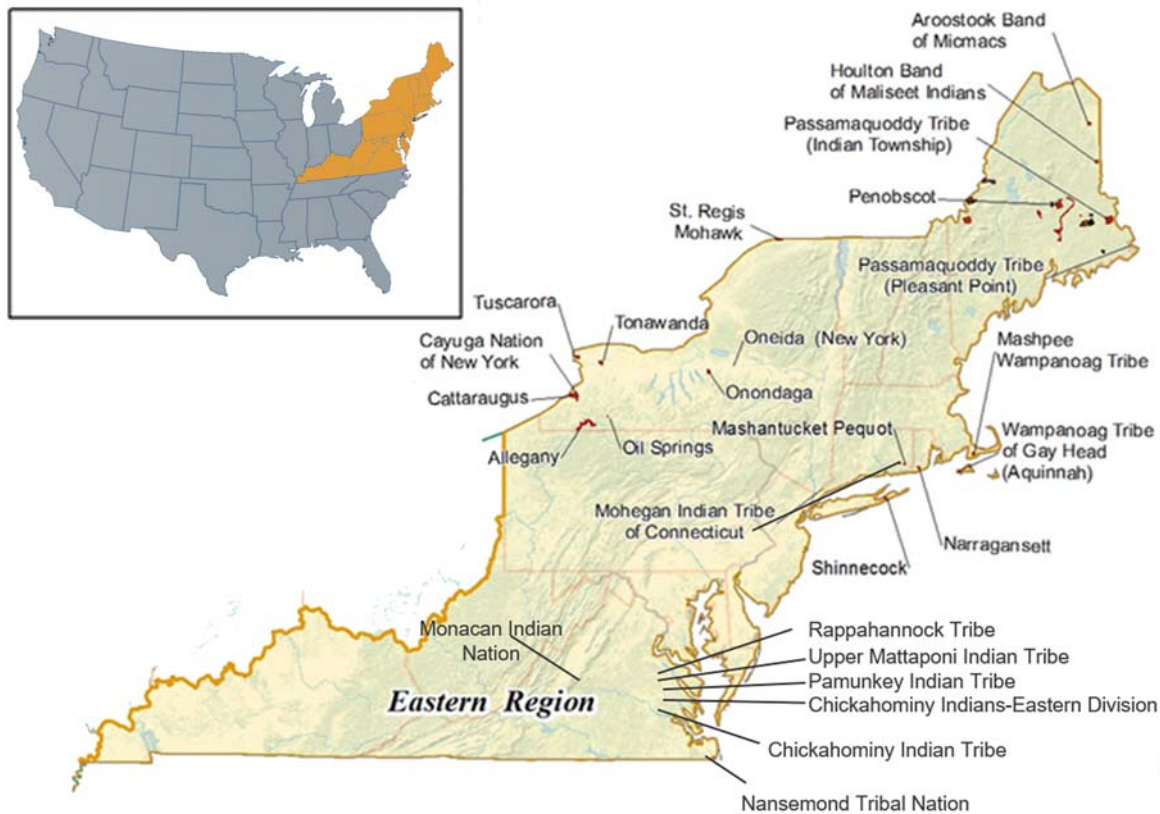 Aroostook Band
of Micmacs
Houlton Band
of Maliseet Indians
Passamaquoddy Tribe
(Indian Township)
Penobscot
St. Regis
Mohawk
Passamaquoddy Tribe
(Pleasant Point)
Tuscarora
Tonawanda
Cayuga Nation
of New York
Oneida (New York)
Mashpee
Wampanoag Tribe
Cattaraugus
Onondaga
Mashantucket Pequot
Wampanoag Tribe
of Gay Head
(Aquinnah)
Allegany
Oil Springs
Mohegan Indian Tribe
of Connecticut
Narragansett
Shinnecock
Monacan Indian
Nation
Rappahannock Tribe
Upper Mattaponi Indian Tribe
Pamunkey Indian Tribe
Chickahominy Indians-Eastern Division
Eastern Region
Chickahominy Indian Tribe
Nansemond Tribal Nation